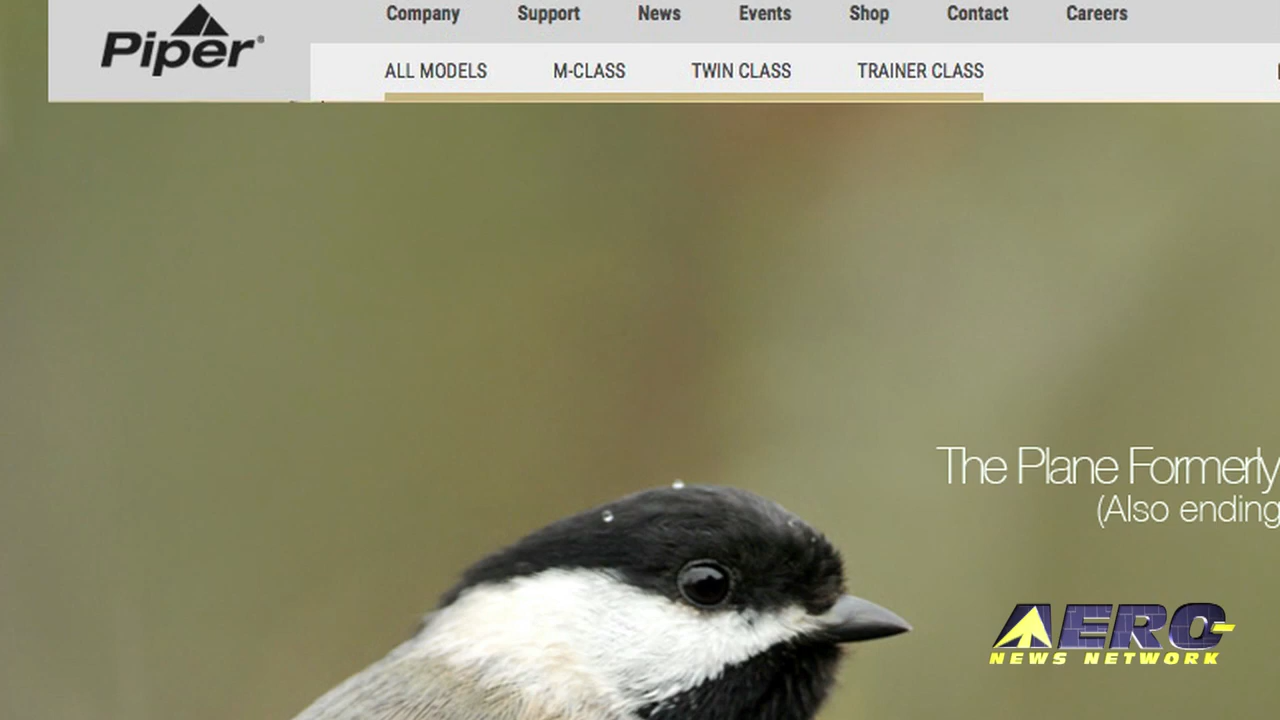 Piper
Company Support News Events Shop Contact Careers
ALL MODELS M-CLASS TWIN CLASS TRAINER CLASS
The Plane Formerly
(Also ending
AERO
NEWS NETWORK